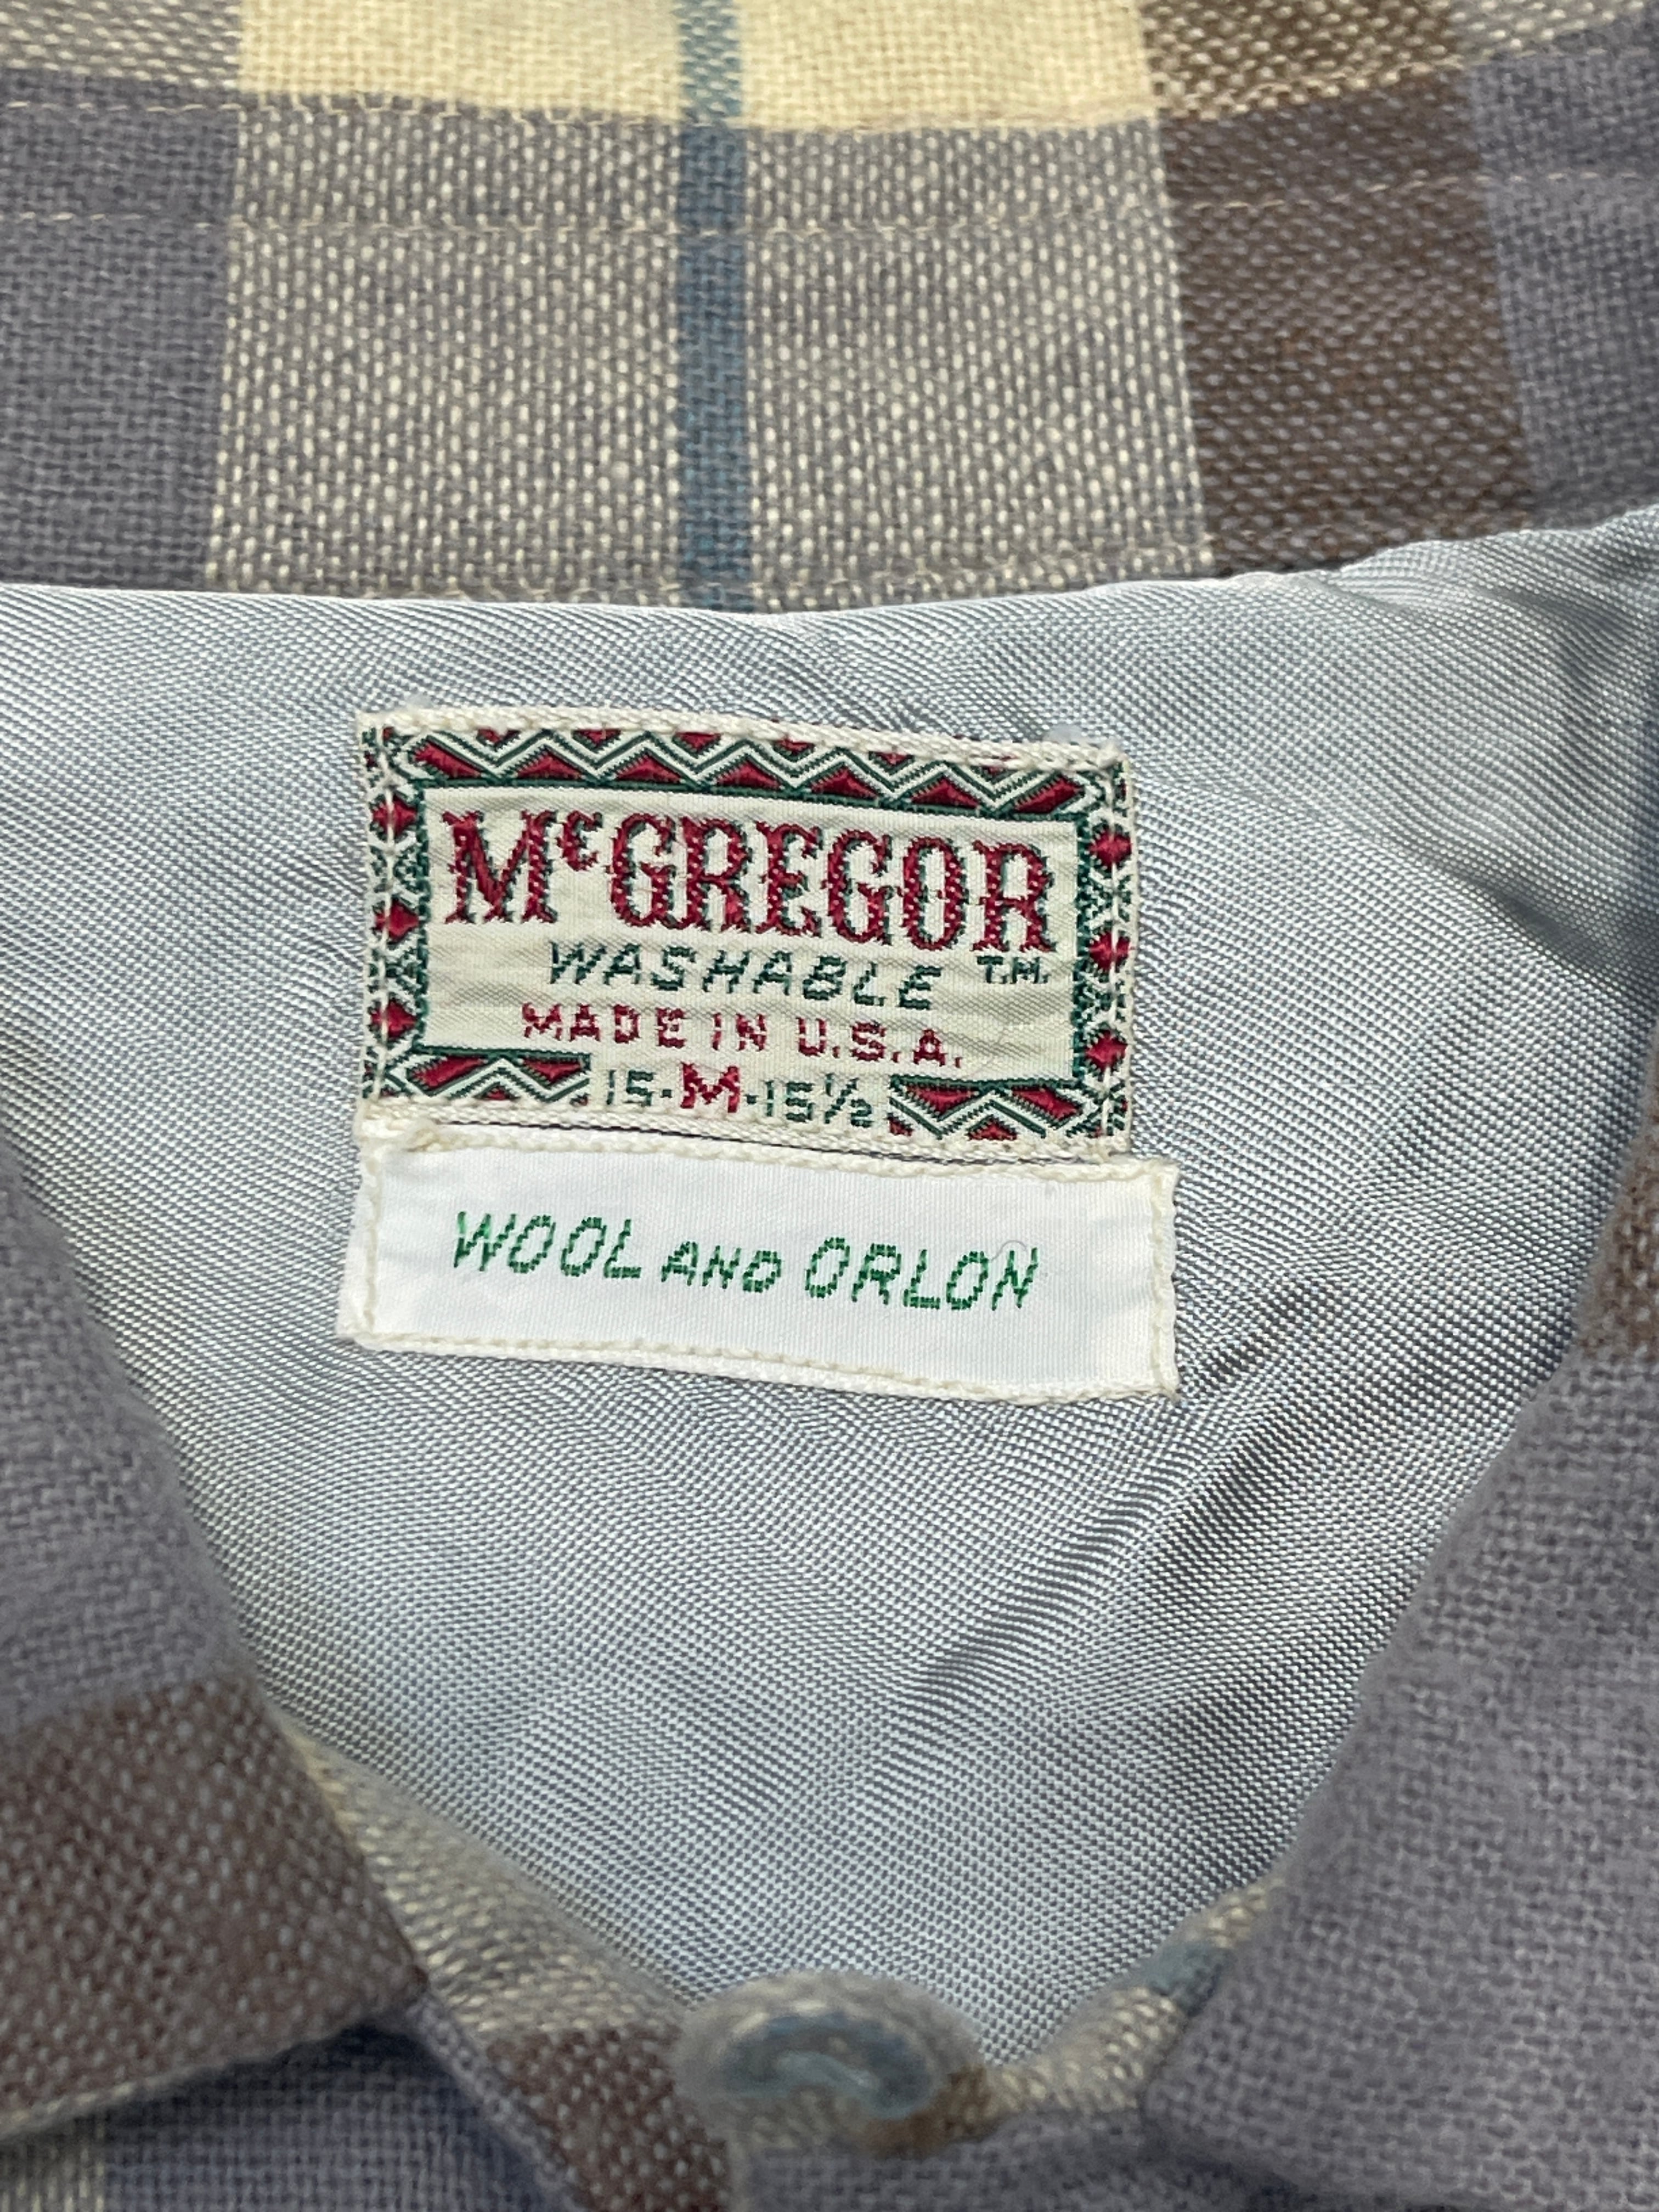 McGREGOR
WASHABLE T.M.
MADE IN U.S.A.
15·M·15½
WOOL AND ORLON